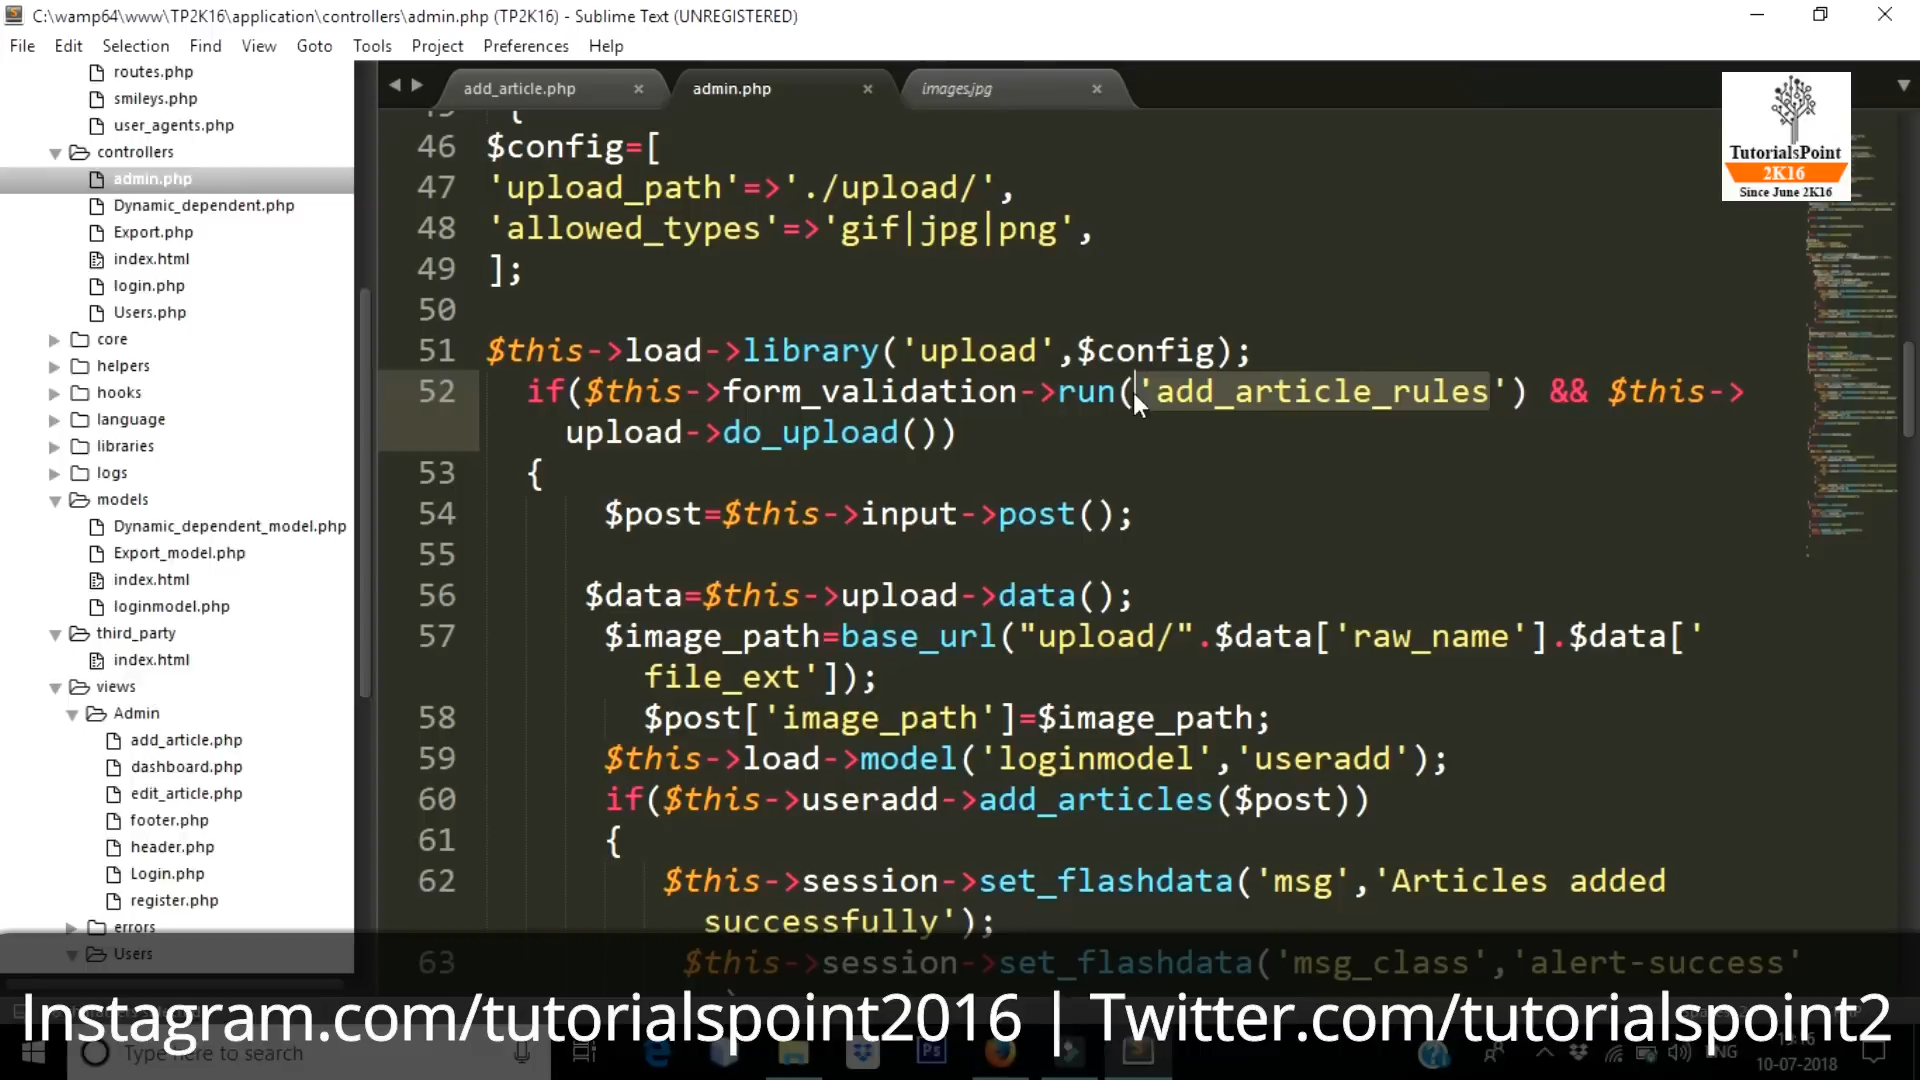 C:\wamp64\www\TP2K16\application\controllers\admin.php (TP2K16) - Sublime Text (UNREGISTERED)
File Edit Selection Find View Goto Tools Project Preferences Help
routes.php
smileys.php
user_agents.php
controllers
admin.php
Dynamic_dependent.php
Export.php
index.html
login.php
Users.php
core
helpers
hooks
language
libraries
logs
models
Dynamic_dependent_model.php
Export_model.php
index.html
loginmodel.php
third_party
index.html
views
Admin
add_article.php
dashboard.php
edit_article.php
footer.php
header.php
Login.php
register.php
errors
Users
add_article.php admin.php images.jpg
TutorialsPoint
2K16
Since June 2K16
{
46 $config=[
47 'upload_path'=>'./upload/',
48 'allowed_types'=>'gif|jpg|png',
49 ];
50
51 $this->load->library('upload',$config);
52 if($this->form_validation->run('add_article_rules') && $this->
upload->do_upload())
53 {
54 $post=$this->input->post();
55
56 $data=$this->upload->data();
57 $image_path=base_url("upload/".$data['raw_name'].$data['
file_ext']);
58 $post['image_path']=$image_path;
59 $this->load->model('loginmodel','useradd');
60 if($this->useradd->add_articles($post))
61 {
62 $this->session->set_flashdata('msg','Articles added
successfully');
63 $this->session->set_flashdata('msg_class','alert-success'
Instagram.com/tutorialspoint2016 | Twitter.com/tutorialspoint2
Type here to search
ENG
10-07-2018